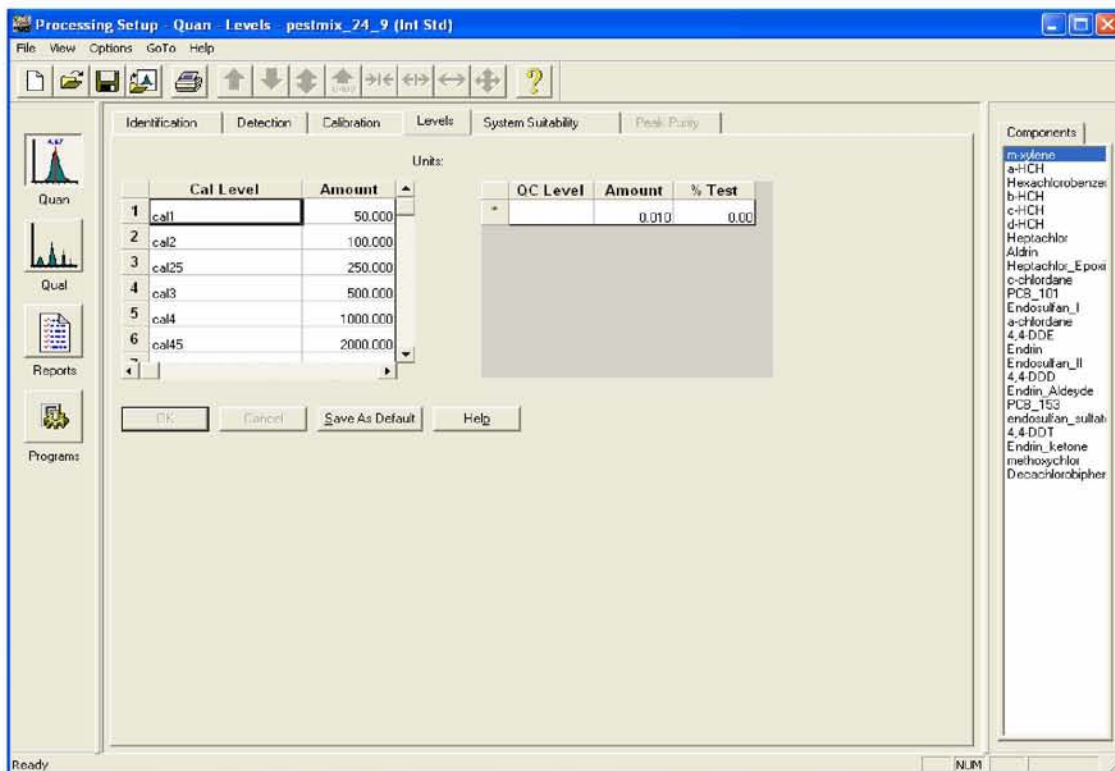 Processing Setup - Quan - Levels - pestmix_24_9 (Int Std)
File View Options GoTo Help
Identification Detection Calibration Levels System Suitability Peak Purity
Units:
Cal Level Amount
1 cal1 50.000
2 cal2 100.000
3 cal25 250.000
4 cal3 500.000
5 cal4 1000.000
6 cal45 2000.000
QC Level Amount % Test
* 0.010 0.00
OK Cancel Save As Default Help
Quan
Qual
Reports
Programs
Components
m-xylene
a-HCH
Hexachlorobenzer
b-HCH
c-HCH
d-HCH
Heptachlor
Aldrin
Heptachlor_Epoxi
c-chlordane
PCB_101
Endosulfan_I
a-chlordane
4,4-DDE
Endrin
Endosulfan_II
4,4-DDD
Endrin_Aldeyde
PCB_153
endosulfan_sulfat
4,4-DDT
Endrin_ketone
methoxychlor
Decachlorobipher
Ready NUM